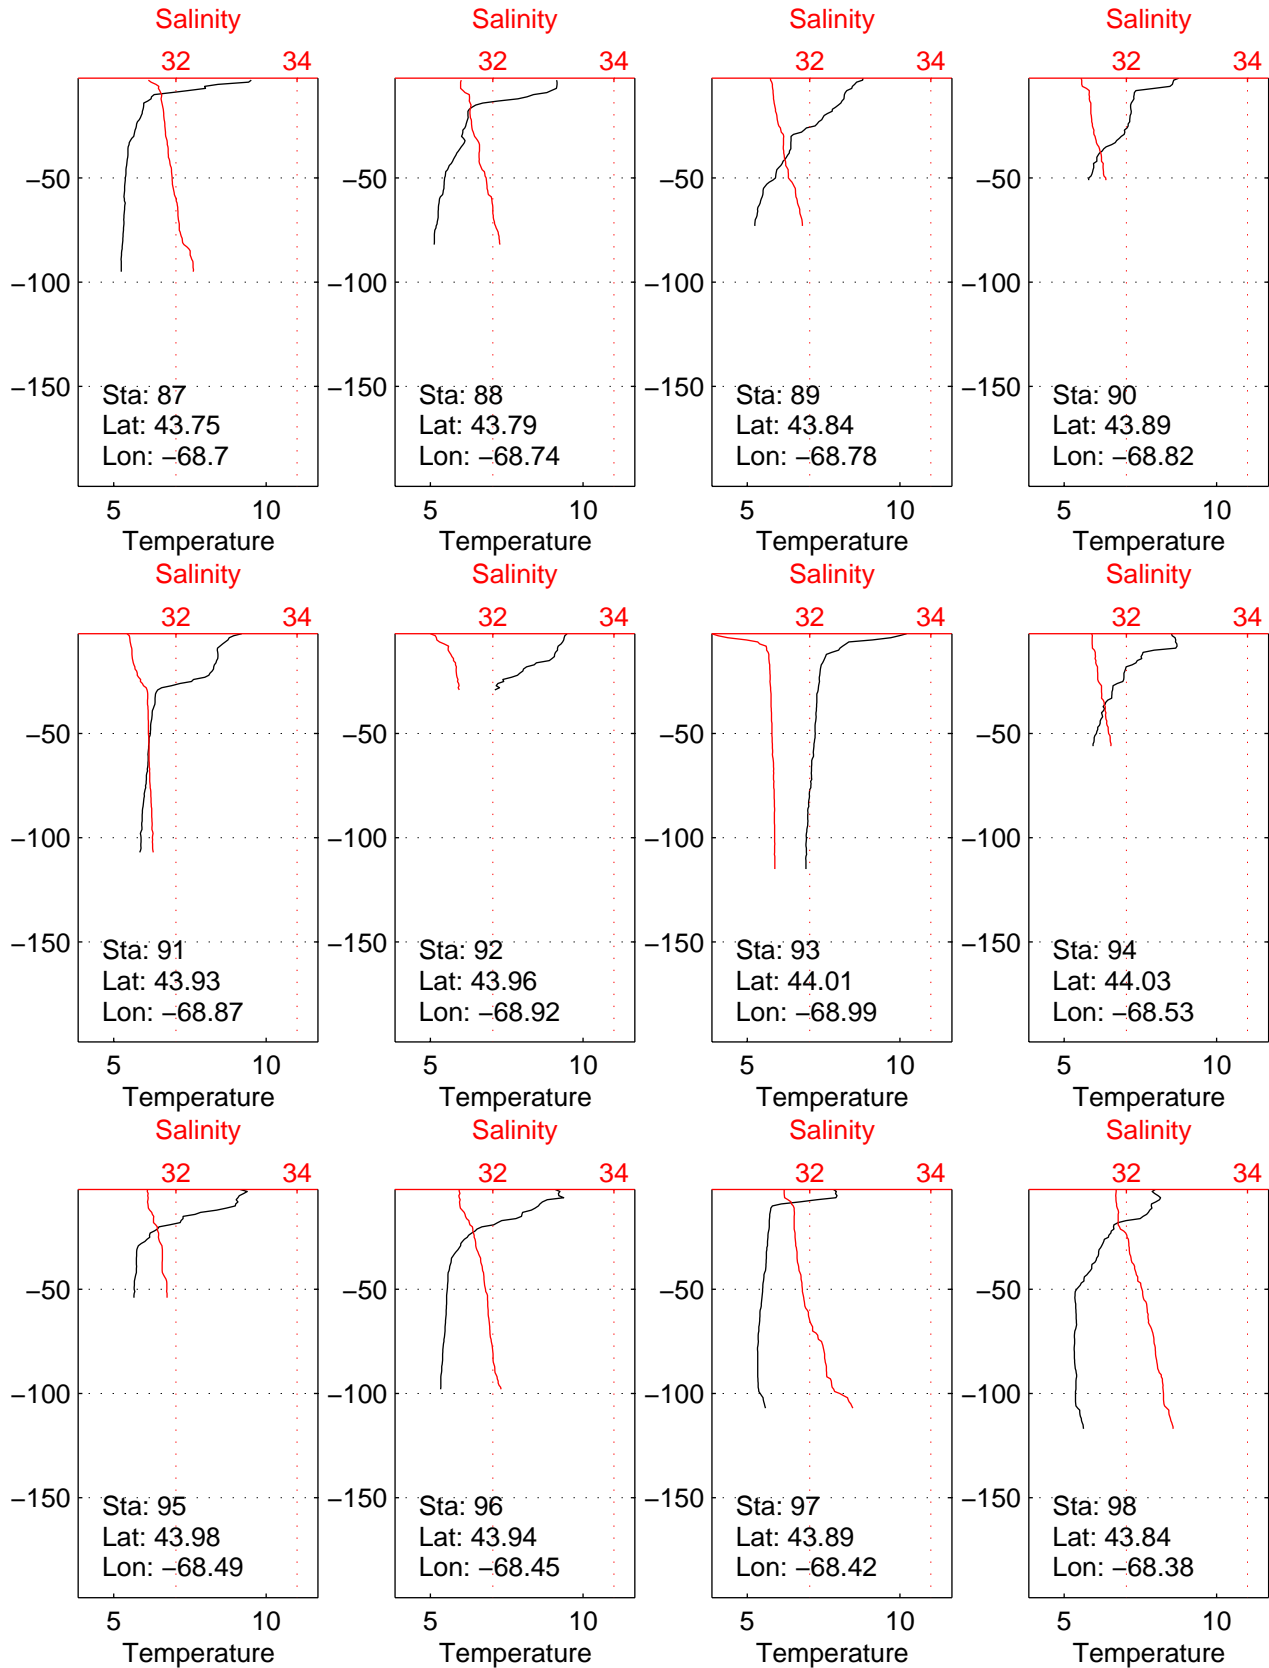 Salinity Salinity Salinity Salinity
32 34 32 34 32 34 32 34
−50 −50 −50 −50
−100 −100 −100 −100
−150 −150 −150 −150
Sta: 87 Sta: 88 Sta: 89 Sta: 90
Lat: 43.75 Lat: 43.79 Lat: 43.84 Lat: 43.89
Lon: −68.7 Lon: −68.74 Lon: −68.78 Lon: −68.82
5 10 5 10 5 10 5 10
Temperature Temperature Temperature Temperature
Salinity Salinity Salinity Salinity
32 34 32 34 32 34 32 34
−50 −50 −50 −50
−100 −100 −100 −100
−150 −150 −150 −150
Sta: 91 Sta: 92 Sta: 93 Sta: 94
Lat: 43.93 Lat: 43.96 Lat: 44.01 Lat: 44.03
Lon: −68.87 Lon: −68.92 Lon: −68.99 Lon: −68.53
5 10 5 10 5 10 5 10
Temperature Temperature Temperature Temperature
Salinity Salinity Salinity Salinity
32 34 32 34 32 34 32 34
−50 −50 −50 −50
−100 −100 −100 −100
−150 −150 −150 −150
Sta: 95 Sta: 96 Sta: 97 Sta: 98
Lat: 43.98 Lat: 43.94 Lat: 43.89 Lat: 43.84
Lon: −68.49 Lon: −68.45 Lon: −68.42 Lon: −68.38
5 10 5 10 5 10 5 10
Temperature Temperature Temperature Temperature